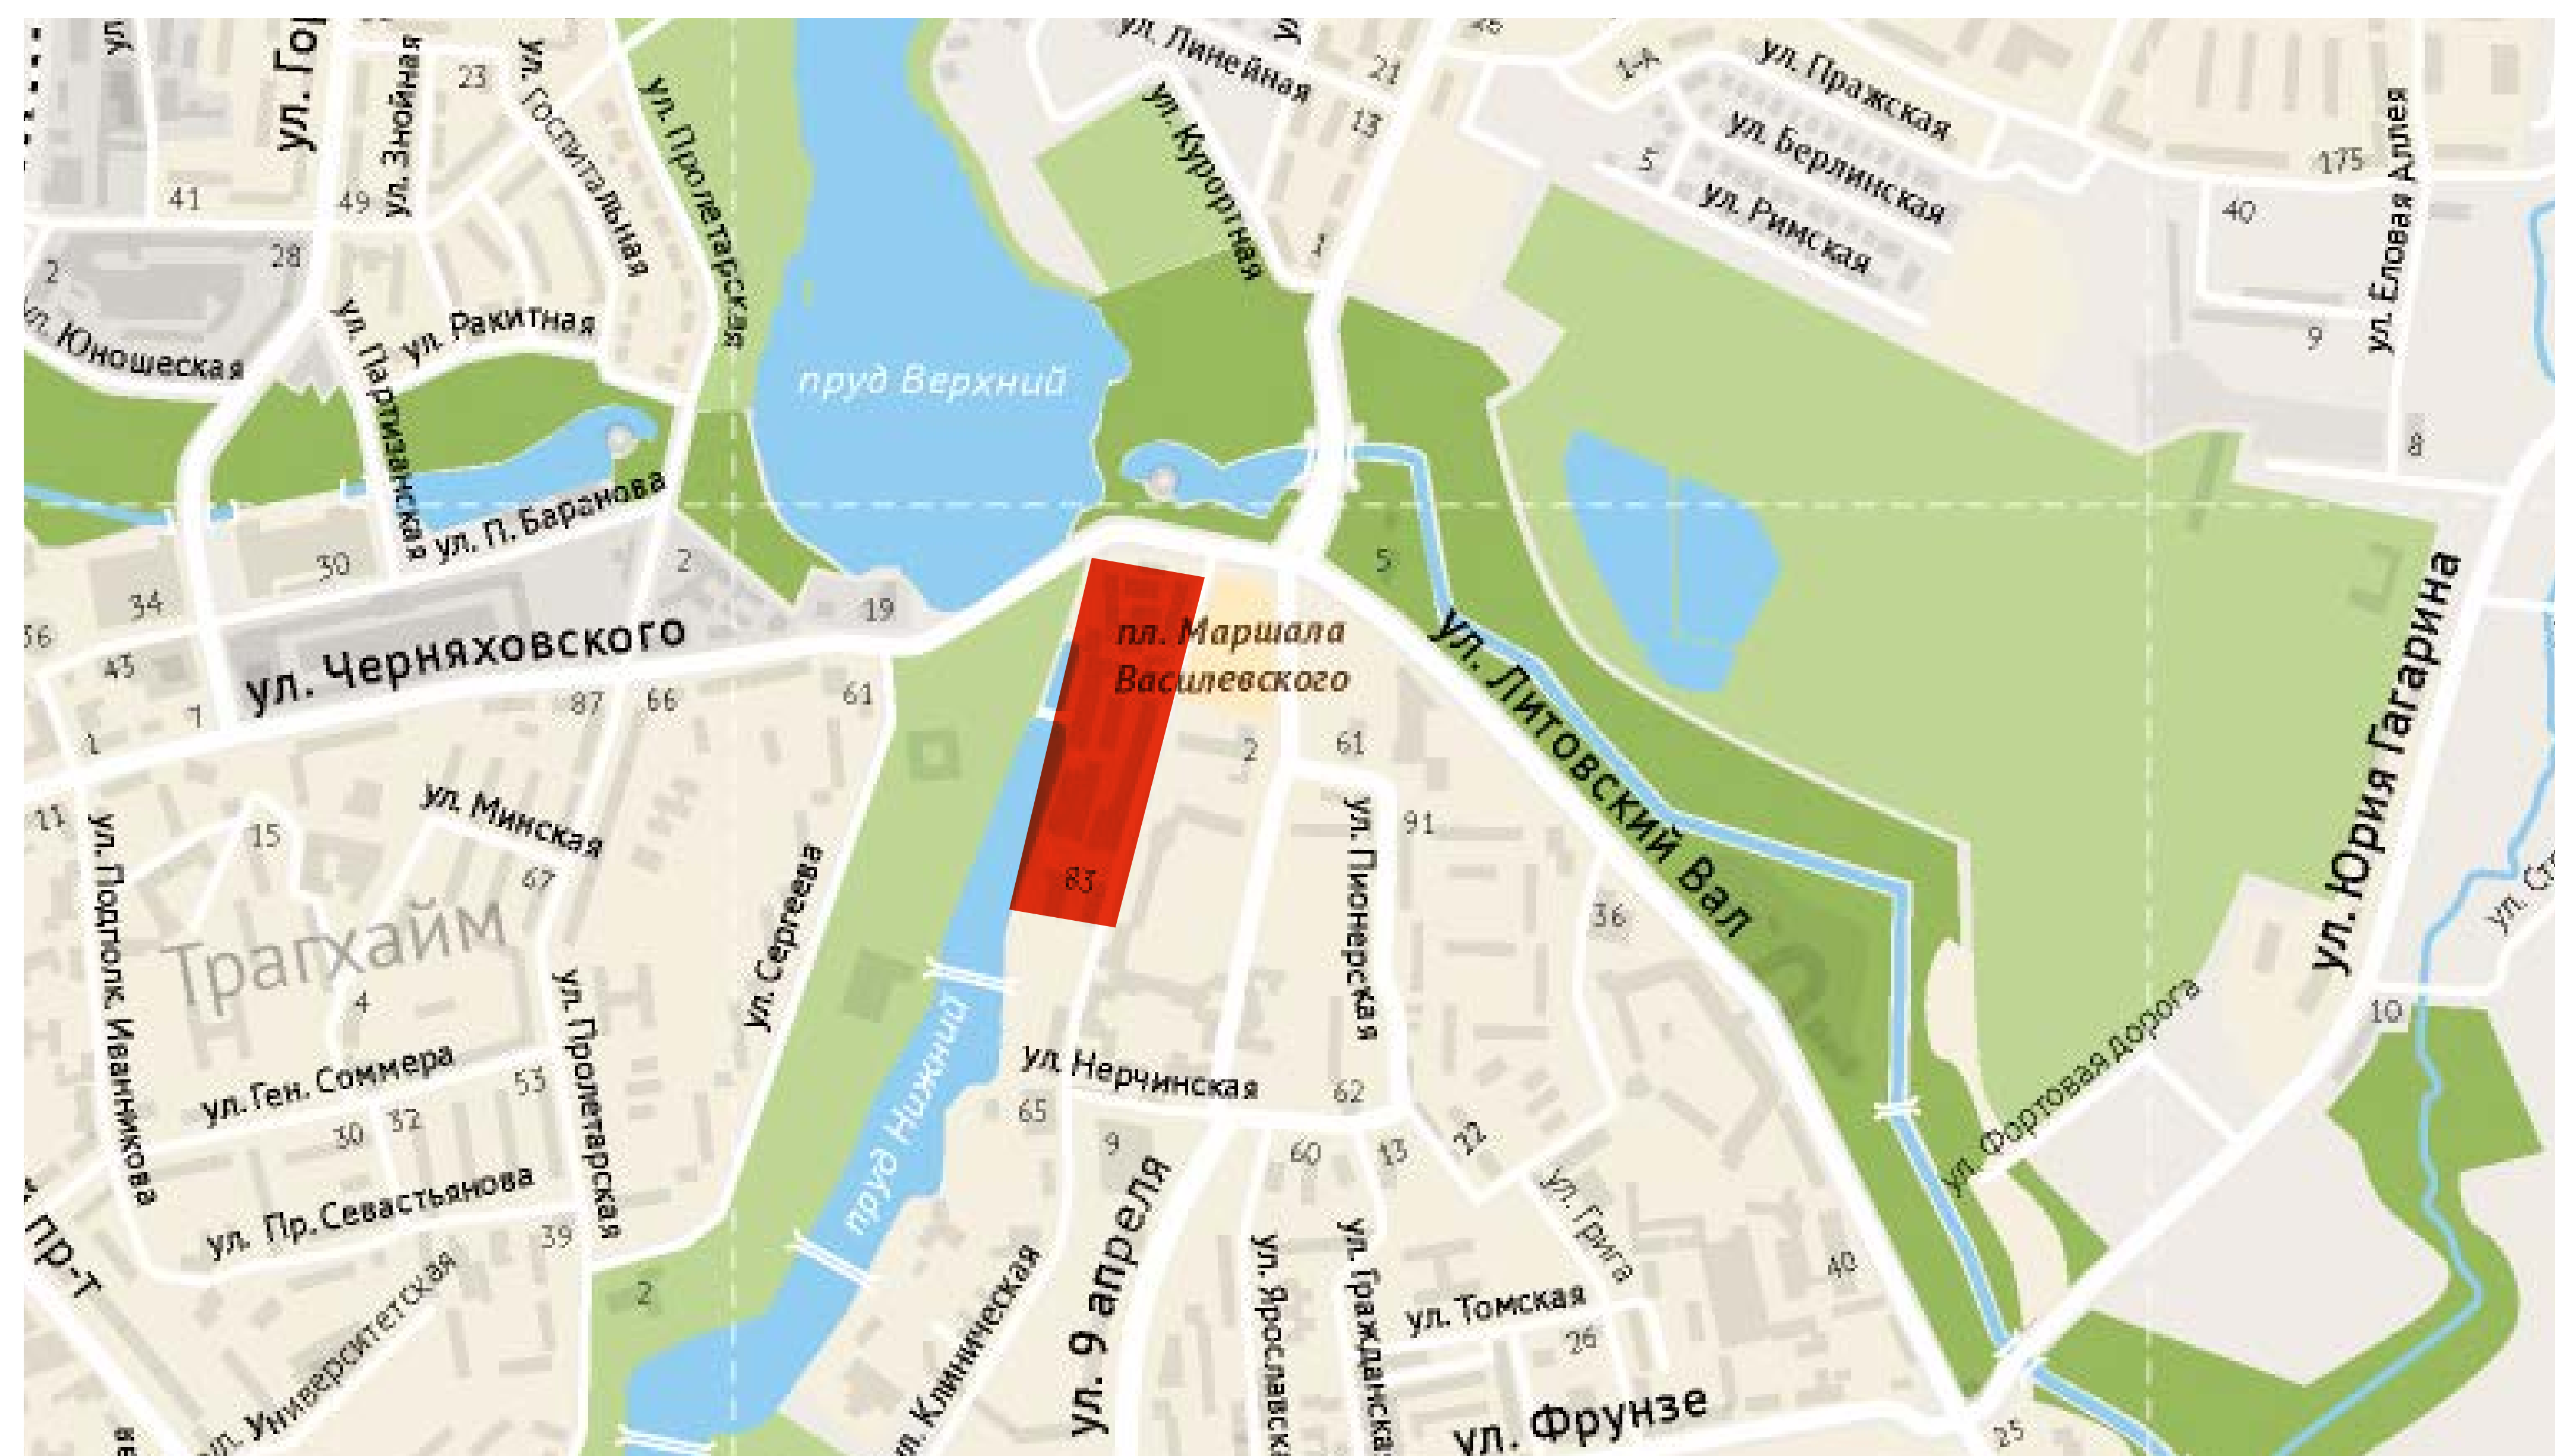 ул. Линейная
21
23
ул. Знойная
ул. Госпитальная
ул. Пролетарская
ул. Курортная
13
1-А
ул. Пражская
ул. Берлинская
ул. Римская
5
175
ул. Еловая Аллея
41
49
40
28
1
2
9
ул. Ракитная
ул. Партизанская
Юношеская
пруд Верхний
8
ул. П. Баранова
30
2
5
34
19
43
ул. Черняховского
пл. Маршала
Василевского
ул. Литовский Вал
ул. Юрия Гагарина
7
87
66
61
1
2
61
ул. Минская
11
15
67
ул. Подполк. Иванникова
ул. Сергеева
83
ул. Пионерская
91
36
Трагхайм
4
ул. Пролетарская
пруд Нижний
10
ул. Фортовая дорога
ул. Ген. Соммера
53
30
32
ул. Нерчинская
65
62
9
60
13
22
ул. Пр. Севастьянова
39
пр-т
2
ул. Университетская
ул. Клиническая
ул. 9 апреля
ул. Грига
40
ул. Томская
26
ул. Фрунзе
25